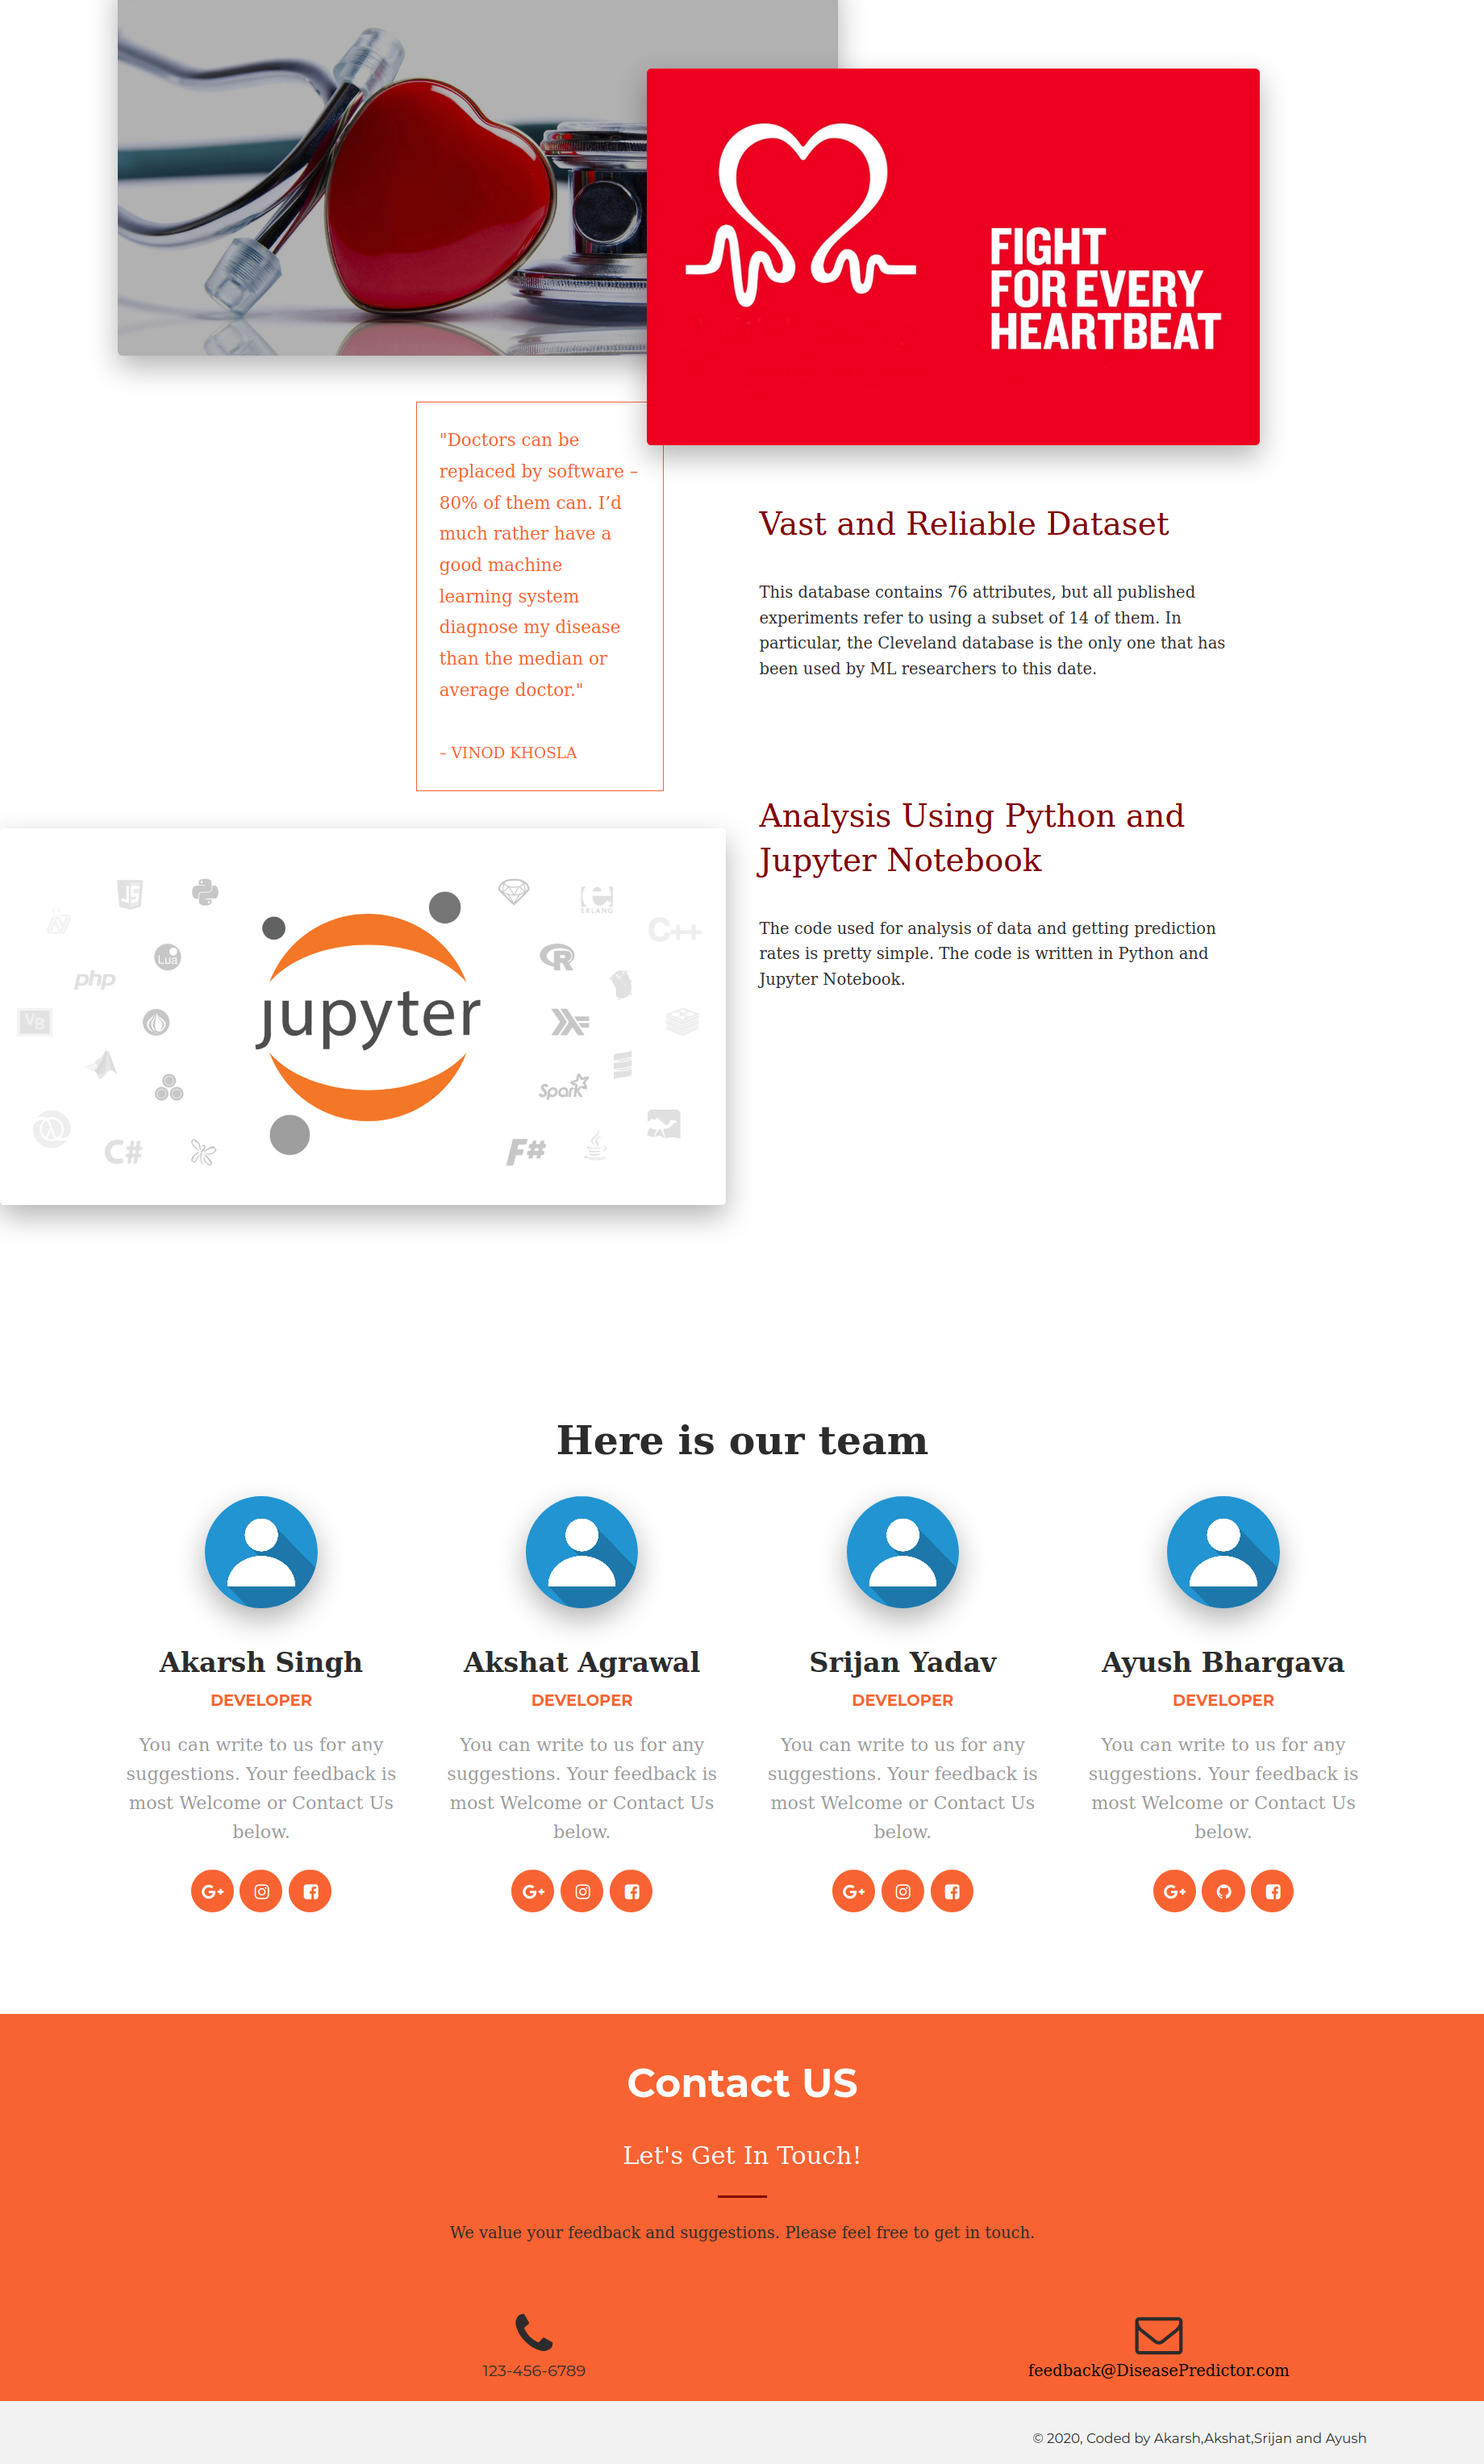 FIGHT
FOR EVERY
HEARTBEAT
"Doctors can be
replaced by software –
80% of them can. I’d
much rather have a
good machine
learning system
diagnose my disease
than the median or
average doctor."
– VINOD KHOSLA
Vast and Reliable Dataset
This database contains 76 attributes, but all published
experiments refer to using a subset of 14 of them. In
particular, the Cleveland database is the only one that has
been used by ML researchers to this date.
Analysis Using Python and
Jupyter Notebook
The code used for analysis of data and getting prediction
rates is pretty simple. The code is written in Python and
Jupyter Notebook.
JS
ERLANG
C++
Lua
R
php
VB
jupyter
Spark
C#
F#
Here is our team
Akarsh Singh
DEVELOPER
You can write to us for any
suggestions. Your feedback is
most Welcome or Contact Us
below.
G+
Akshat Agrawal
DEVELOPER
You can write to us for any
suggestions. Your feedback is
most Welcome or Contact Us
below.
G+
Srijan Yadav
DEVELOPER
You can write to us for any
suggestions. Your feedback is
most Welcome or Contact Us
below.
G+
Ayush Bhargava
DEVELOPER
You can write to us for any
suggestions. Your feedback is
most Welcome or Contact Us
below.
G+
Contact US
Let's Get In Touch!
We value your feedback and suggestions. Please feel free to get in touch.
123-456-6789
feedback@DiseasePredictor.com
© 2020, Coded by Akarsh,Akshat,Srijan and Ayush